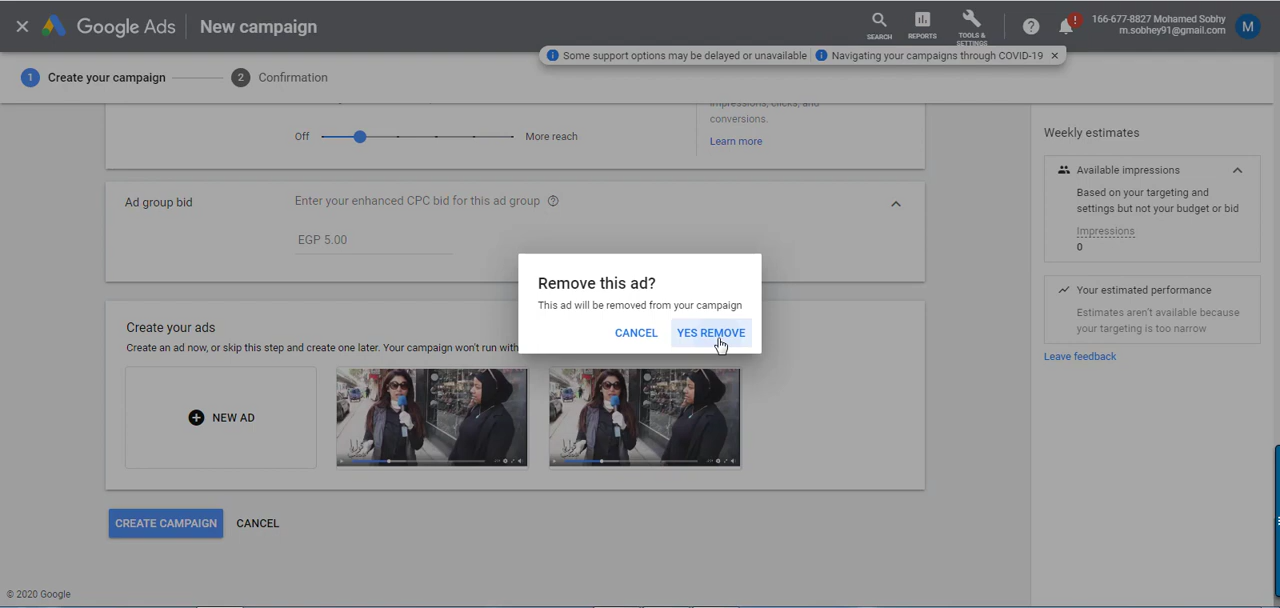 Google Ads
New campaign
SEARCH
REPORTS
TOOLS &
SETTINGS
!
166-677-8827 Mohamed Sobhy
m.sobhey91@gmail.com
M
Some support options may be delayed or unavailable
Navigating your campaigns through COVID-19
1 Create your campaign
2 Confirmation
impressions, clicks, and
conversions.
Learn more
Off
More reach
Ad group bid
Enter your enhanced CPC bid for this ad group
EGP 5.00
Remove this ad?
This ad will be removed from your campaign
CANCEL
YES REMOVE
Create your ads
Create an ad now, or skip this step and create one later. Your campaign won't run with
NEW AD
CREATE CAMPAIGN
CANCEL
Weekly estimates
Available impressions
Based on your targeting and
settings but not your budget or bid
Impressions
0
Your estimated performance
Estimates aren't available because
your targeting is too narrow
Leave feedback
© 2020 Google